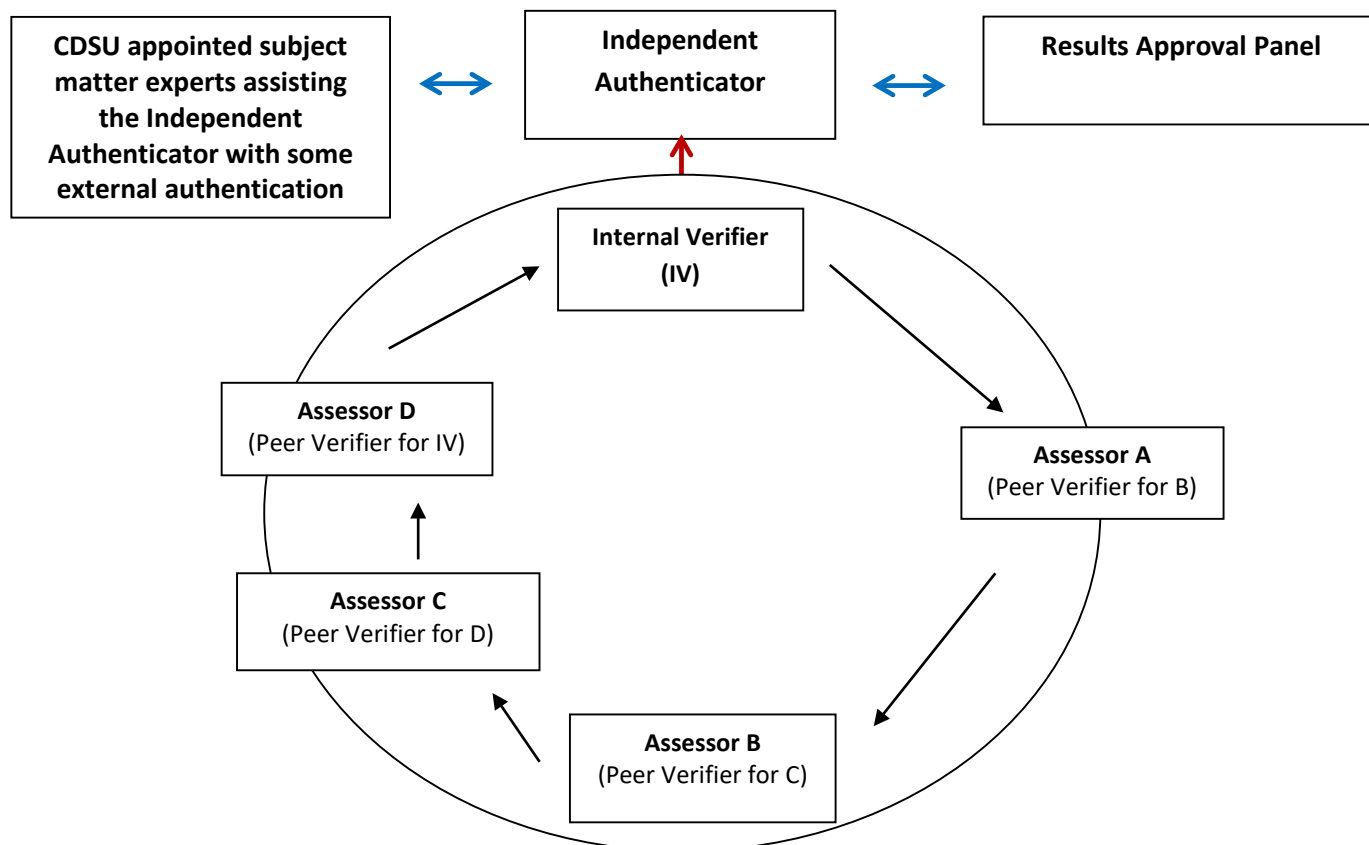 CDSU appointed subject
matter experts assisting
the Independent
Authenticator with some
external authentication
Independent
Authenticator
Results Approval Panel
Internal Verifier
(IV)
Assessor D
(Peer Verifier for IV)
Assessor A
(Peer Verifier for B)
Assessor C
(Peer Verifier for D)
Assessor B
(Peer Verifier for C)